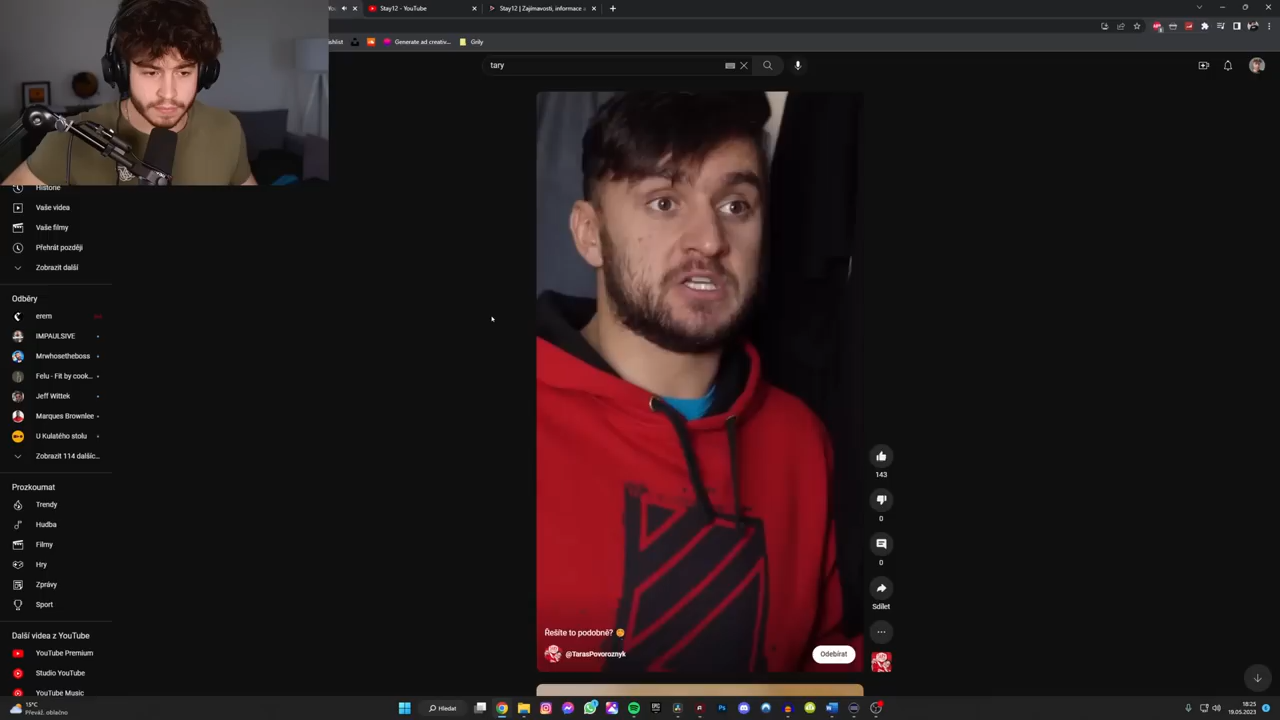 Stay12 - YouTube
Stay12 | Zajímavosti, informace a
Generate ad creativ...
Grily
tary
Historie
Vaše videa
Vaše filmy
Přehrát později
Zobrazit další
Odběry
erem
IMPAULSIVE
Mrwhosetheboss
Felu - Fit by cook...
Jeff Wittek
Marques Brownlee
U Kulatého stolu
Zobrazit 114 dalšíc...
Prozkoumat
Trendy
Hudba
Filmy
Hry
Zprávy
Sport
Další videa z YouTube
YouTube Premium
Studio YouTube
YouTube Music
143
0
0
Sdílet
Řešíte to podobně?
@TarasPovoroznyk
Odebírat
15°C
Převáž. oblačno
Hledat
18:25
19.05.2023